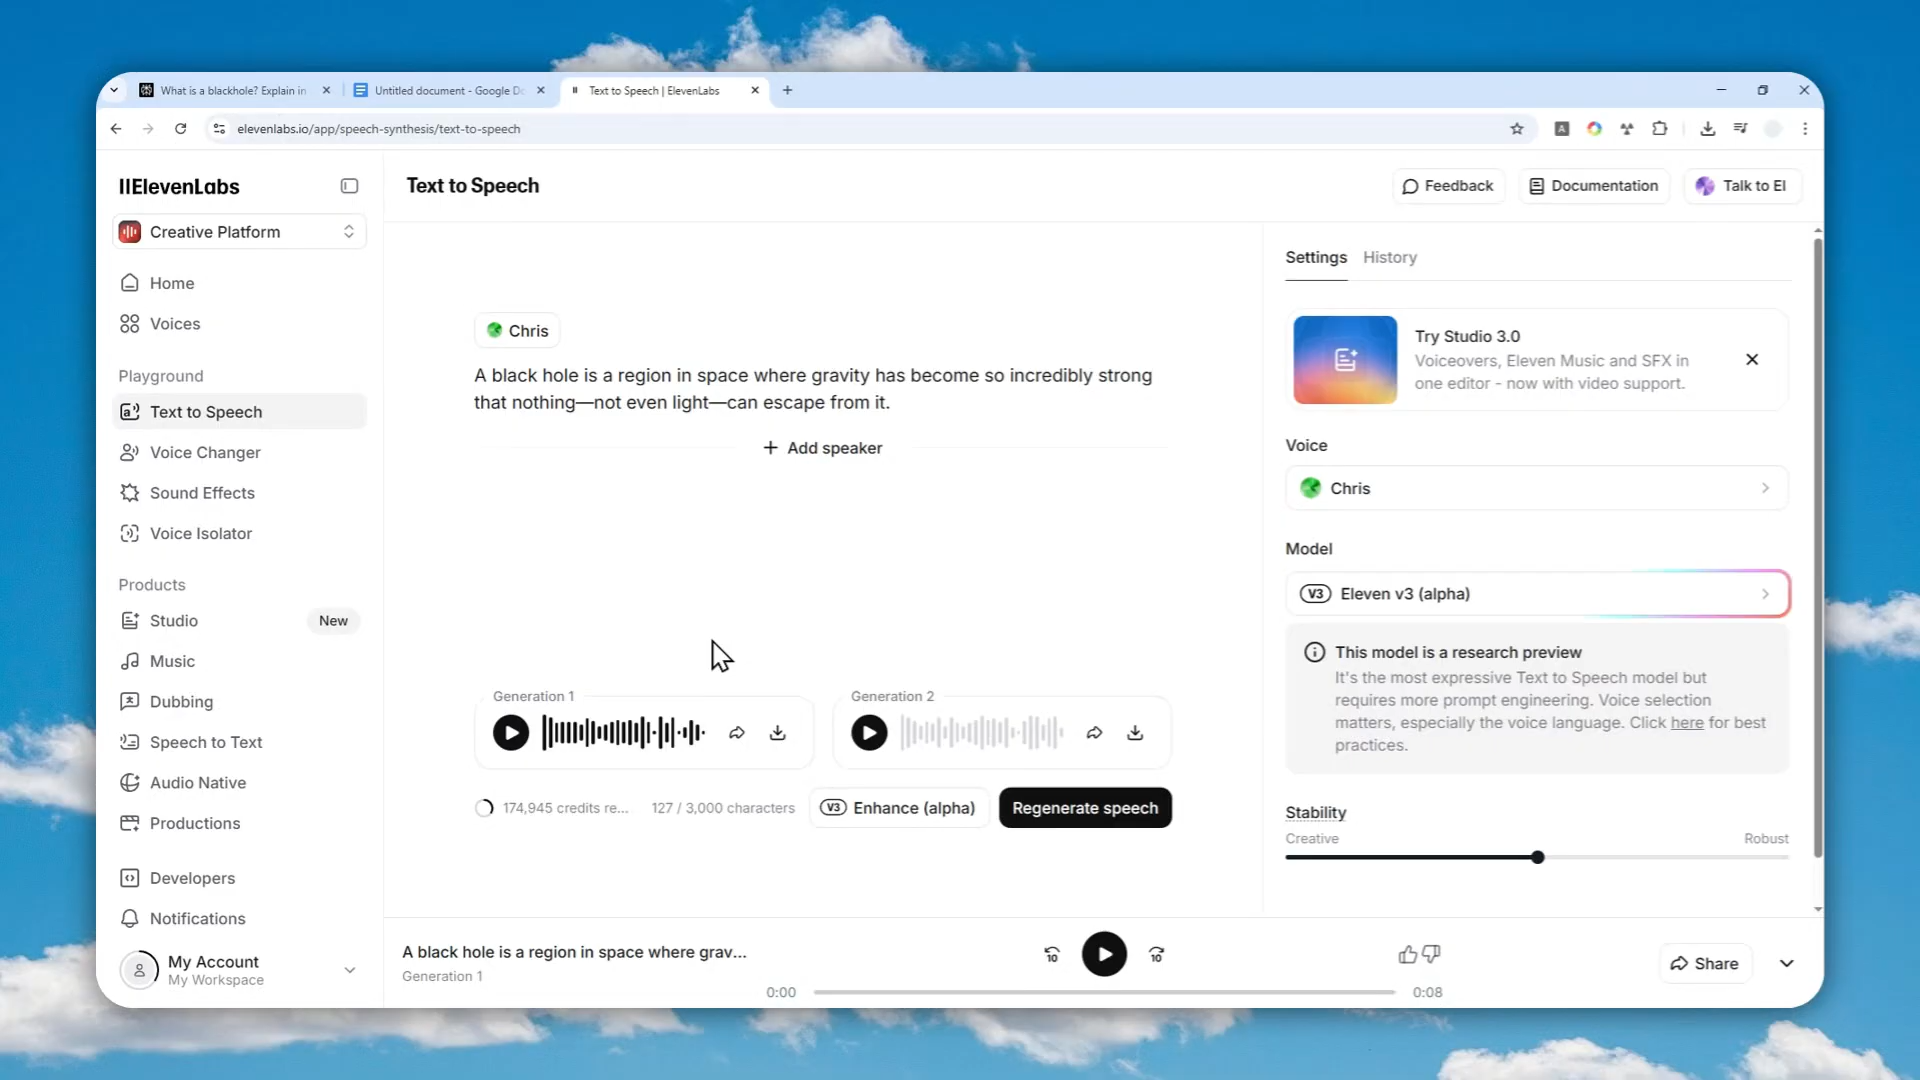 What is a blackhole? Explain in
Untitled document - Google Do
Text to Speech | ElevenLabs
elevenlabs.io/app/speech-synthesis/text-to-speech
A
IIElevenLabs
Creative Platform
Home
Voices
Playground
Text to Speech
Voice Changer
Sound Effects
Voice Isolator
Products
Studio
New
Music
Dubbing
Speech to Text
Audio Native
Productions
Developers
Notifications
My Account
My Workspace
Text to Speech
Feedback
Documentation
Talk to El
Chris
A black hole is a region in space where gravity has become so incredibly strong
that nothing—not even light—can escape from it.
+ Add speaker
Generation 1
Generation 2
174,945 credits re...
127 / 3,000 characters
V3 Enhance (alpha)
Regenerate speech
Settings
History
Try Studio 3.0
Voiceovers, Eleven Music and SFX in
one editor - now with video support.
Voice
Chris
Model
V3 Eleven v3 (alpha)
This model is a research preview
It's the most expressive Text to Speech model but
requires more prompt engineering. Voice selection
matters, especially the voice language. Click here for best
practices.
Stability
Creative
Robust
A black hole is a region in space where grav...
Generation 1
10
10
0:00
0:08
Share